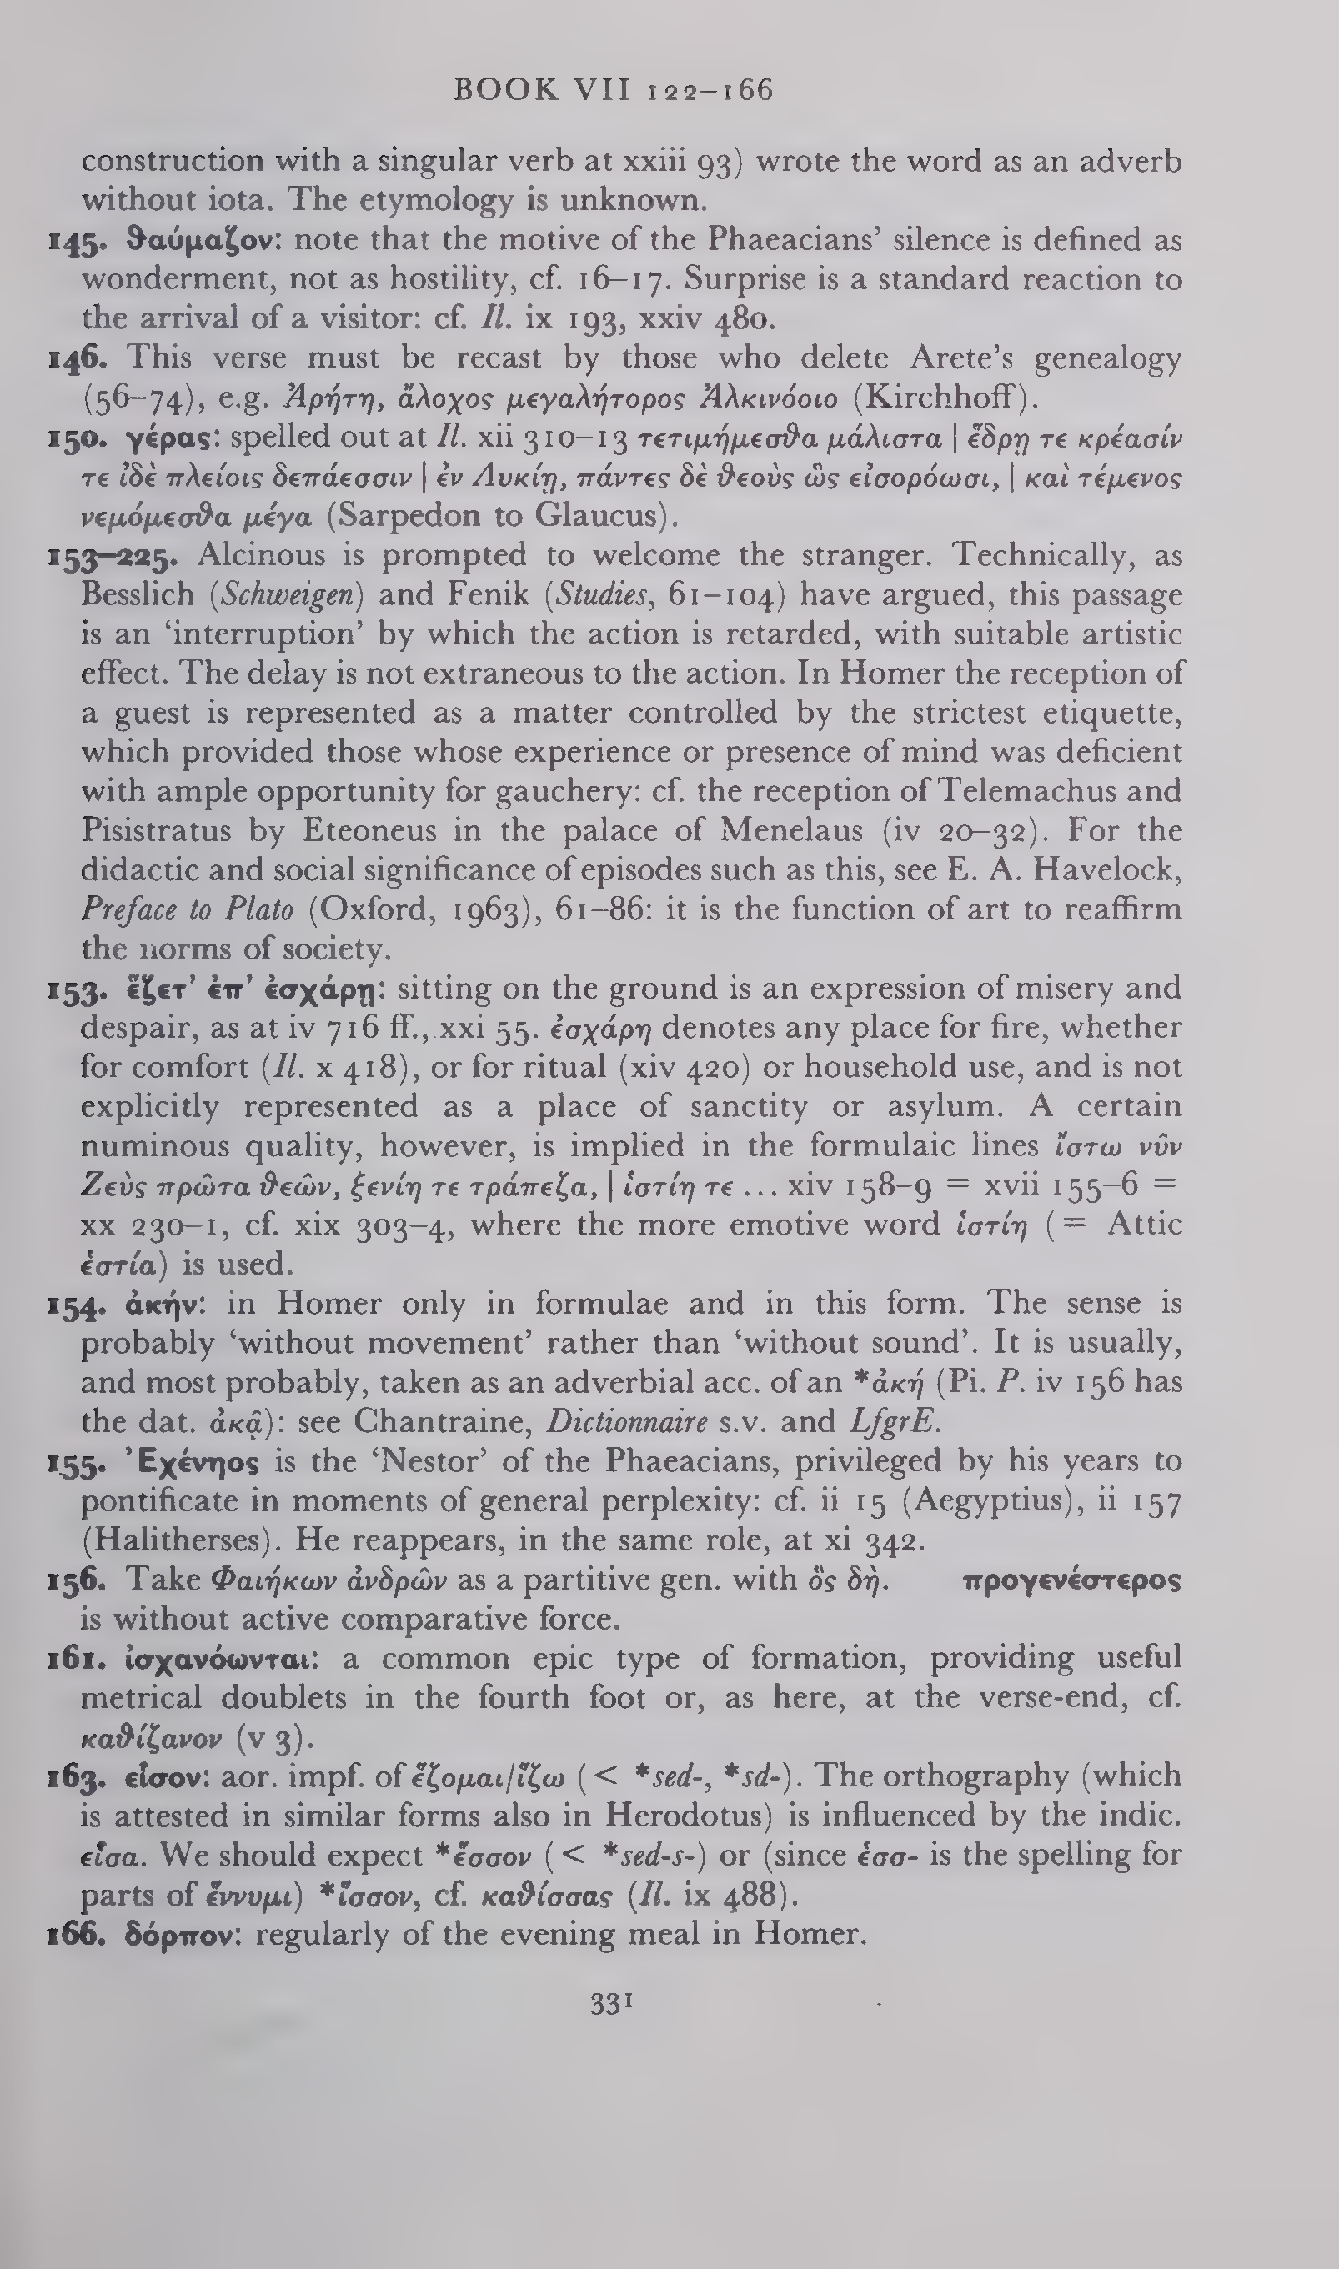 BOOK VII 122–166
construction with a singular verb at xxiii 93) wrote the word as an adverb
without iota. The etymology is unknown.
145. ϑαύμαζον: note that the motive of the Phaeacians’ silence is defined as
wonderment, not as hostility, cf. 16–17. Surprise is a standard reaction to
the arrival of a visitor: cf. Il. ix 193, xxiv 480.
146. This verse must be recast by those who delete Arete’s genealogy
(56–74), e.g. Ἀρήτη, ἄλοχος μεγαλήτορος Ἀλκινόοιο (Kirchhoff).
150. γέρας: spelled out at Il. xii 310–13 τετιμήμεσϑα μάλιστα | ἕδρῃ τε κρέασίν
τε ἰδὲ πλείοις δεπάεσσιν | ἐν Λυκίῃ, πάντες δὲ ϑεοὺς ὣς εἰσορόωσι, | καὶ τέμενος
νεμόμεσϑα μέγα (Sarpedon to Glaucus).
153–225. Alcinous is prompted to welcome the stranger. Technically, as
Besslich (Schweigen) and Fenik (Studies, 61–104) have argued, this passage
is an ‘interruption’ by which the action is retarded, with suitable artistic
effect. The delay is not extraneous to the action. In Homer the reception of
a guest is represented as a matter controlled by the strictest etiquette,
which provided those whose experience or presence of mind was deficient
with ample opportunity for gauchery: cf. the reception of Telemachus and
Pisistratus by Eteoneus in the palace of Menelaus (iv 20–32). For the
didactic and social significance of episodes such as this, see E. A. Havelock,
Preface to Plato (Oxford, 1963), 61–86: it is the function of art to reaffirm
the norms of society.
153. ἕζετ’ ἐπ’ ἐσχάρῃ: sitting on the ground is an expression of misery and
despair, as at iv 716 ff., xxi 55. ἐσχάρη denotes any place for fire, whether
for comfort (Il. x 418), or for ritual (xiv 420) or household use, and is not
explicitly represented as a place of sanctity or asylum. A certain
numinous quality, however, is implied in the formulaic lines ἴστω νῦν
Ζεὺς πρῶτα ϑεῶν, ξενίη τε τράπεζα, | ἱστίη τε ... xiv 158–9 = xvii 155–6 =
xx 230–1, cf. xix 303–4, where the more emotive word ἱστίη (= Attic
ἑστία) is used.
154. ἀκήν: in Homer only in formulae and in this form. The sense is
probably ‘without movement’ rather than ‘without sound’. It is usually,
and most probably, taken as an adverbial acc. of an *ἀκή (Pi. P. iv 156 has
the dat. ἀκᾷ): see Chantraine, Dictionnaire s.v. and LfgrE.
155. Ἐχένηος is the ‘Nestor’ of the Phaeacians, privileged by his years to
pontificate in moments of general perplexity: cf. ii 15 (Aegyptius), ii 157
(Halitherses). He reappears, in the same role, at xi 342.
156. Take Φαιήκων ἀνδρῶν as a partitive gen. with ὃς δή. προγενέστερος
is without active comparative force.
161. ἰσχανόωνται: a common epic type of formation, providing useful
metrical doublets in the fourth foot or, as here, at the verse-end, cf.
καϑίζανον (v 3).
163. εἷσον: aor. impf. of ἕζομαι/ἵζω (< *sed-, *sd-). The orthography (which
is attested in similar forms also in Herodotus) is influenced by the indic.
εἷσα. We should expect *ἕσσον (< *sed-s-) or (since ἑσσ- is the spelling for
parts of ἕννυμι) *ἵσσον, cf. καϑίσσας (Il. ix 488).
166. δόρπον: regularly of the evening meal in Homer.
331